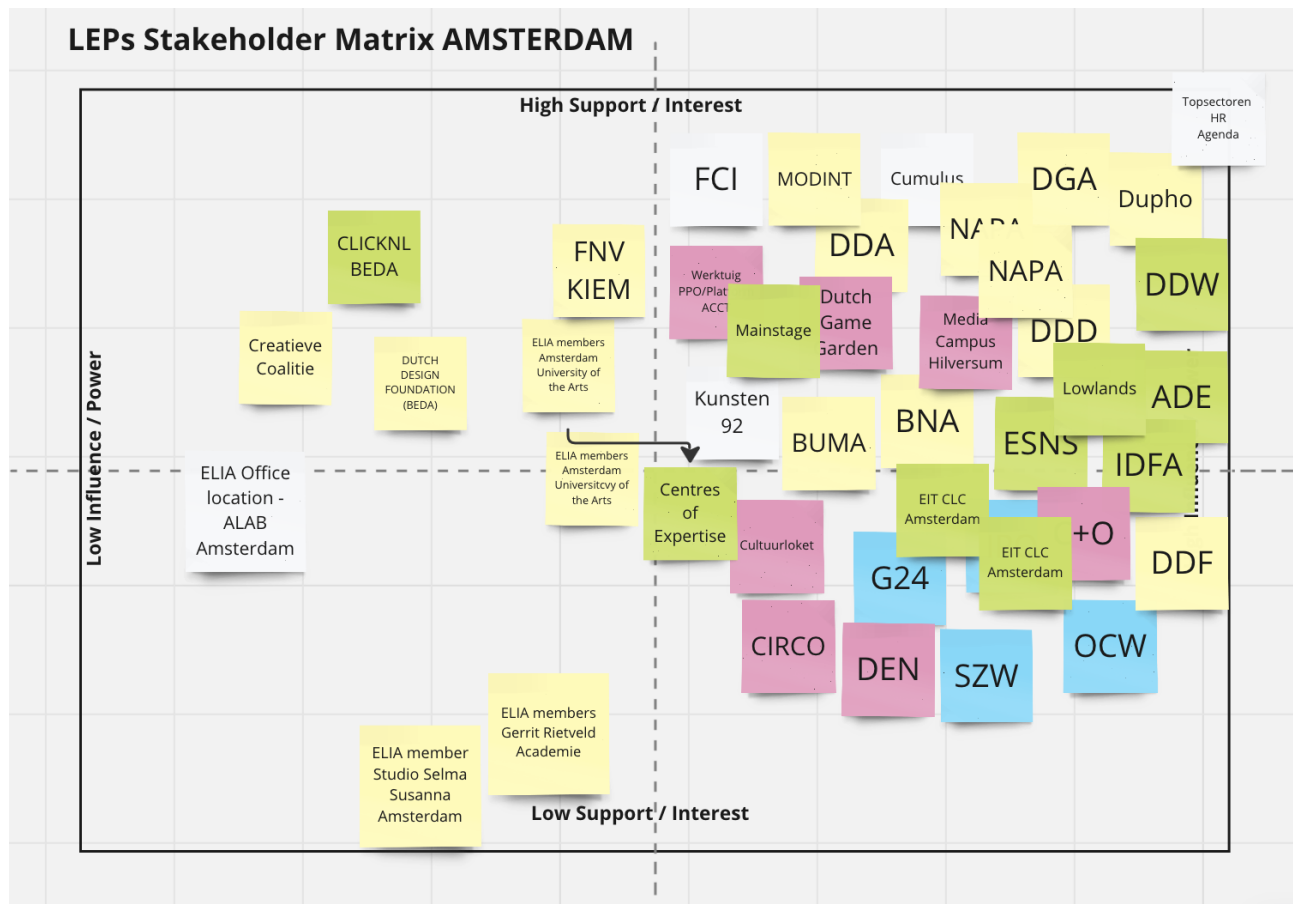 LEPs Stakeholder Matrix AMSTERDAM
High Support / Interest
Topsectoren
HR
Agenda
FCI
MODINT
Cumulus
DGA
Dupho
CLICKNL
BEDA
FNV
KIEM
DDA
NAPA
NAPA
DDW
Werktuig
ACCT
Mainstage
Dutch
Game
Garden
Media
Campus
Hilversum
DDD
Creatieve
Coalitie
DUTCH
DESIGN
FOUNDATION
(BEDA)
ELIA members
Amsterdam
University of
the Arts
Kunsten
92
BUMA
BNA
ESNS
Lowlands
ADE
IDFA
Low Influence / Power
ELIA Office
location -
ALAB
Amsterdam
ELIA members
Amsterdam
Universitcvy of
the Arts
Centres
of
Expertise
Cultuurloket
EIT CLC
Amsterdam
EIT CLC
Amsterdam
+O
DDF
G24
CIRCO
DEN
SZW
OCW
ELIA members
Gerrit Rietveld
Academie
ELIA member
Studio Selma
Susanna
Amsterdam
Low Support / Interest